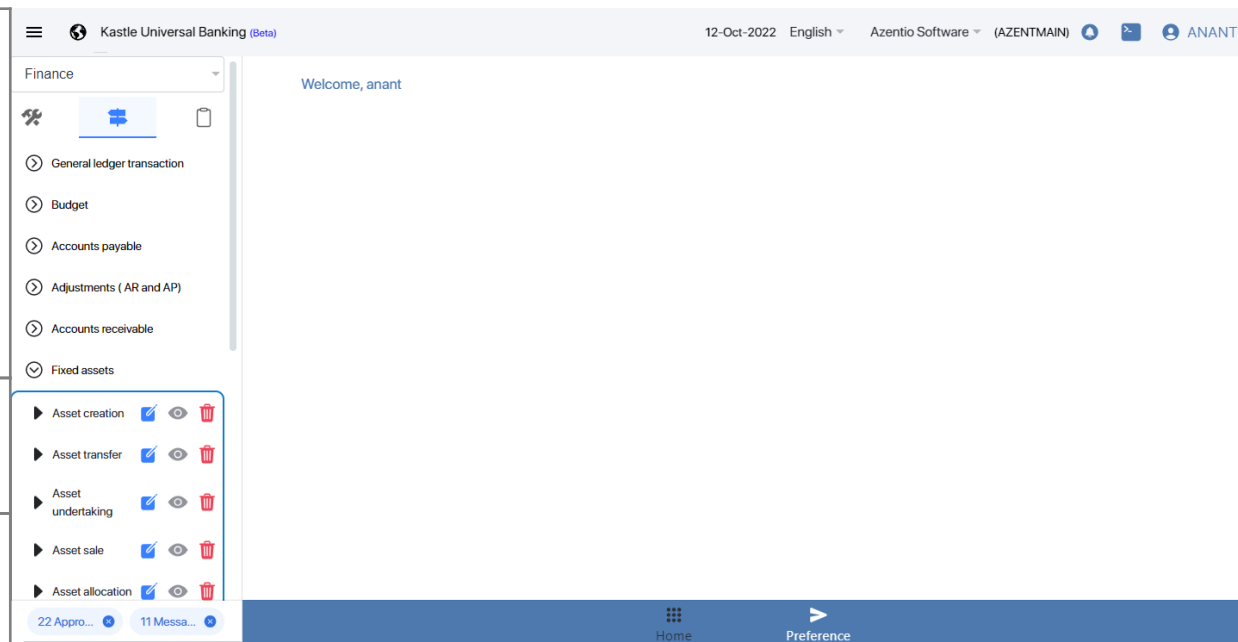 Kastle Universal Banking (Beta)
12-Oct-2022 English Azentio Software (AZENTMAIN) ANANT
Finance
Welcome, anant
General ledger transaction
Budget
Accounts payable
Adjustments ( AR and AP)
Accounts receivable
Fixed assets
Asset creation
Asset transfer
Asset
undertaking
Asset sale
Asset allocation
22 Appro... 11 Messa...
Home Preference